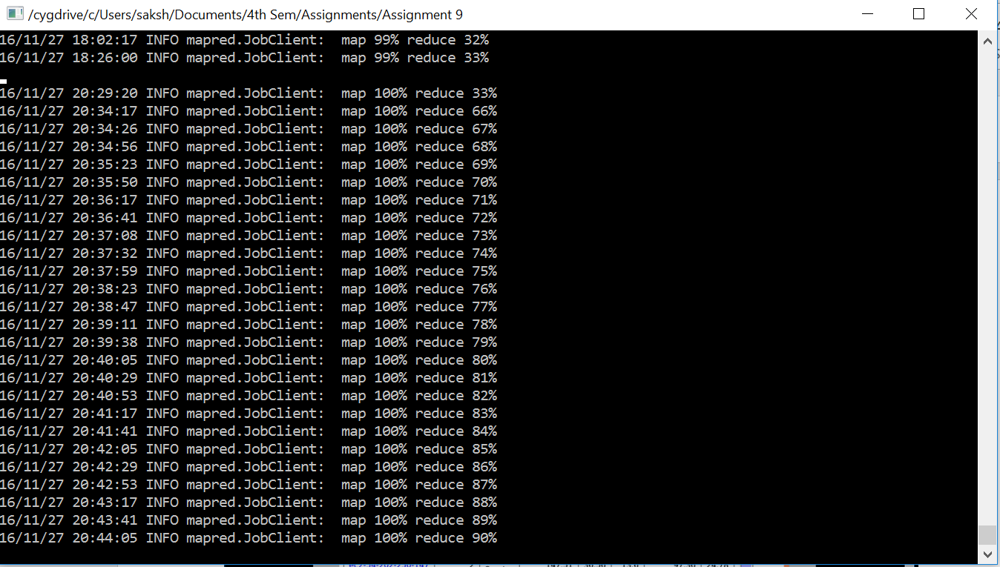 /cygdrive/c/Users/saksh/Documents/4th Sem/Assignments/Assignment 9
16/11/27 18:02:17 INFO mapred.JobClient:  map 99% reduce 32%
16/11/27 18:26:00 INFO mapred.JobClient:  map 99% reduce 33%
16/11/27 20:29:20 INFO mapred.JobClient:  map 100% reduce 33%
16/11/27 20:34:17 INFO mapred.JobClient:  map 100% reduce 66%
16/11/27 20:34:26 INFO mapred.JobClient:  map 100% reduce 67%
16/11/27 20:34:56 INFO mapred.JobClient:  map 100% reduce 68%
16/11/27 20:35:23 INFO mapred.JobClient:  map 100% reduce 69%
16/11/27 20:35:50 INFO mapred.JobClient:  map 100% reduce 70%
16/11/27 20:36:17 INFO mapred.JobClient:  map 100% reduce 71%
16/11/27 20:36:41 INFO mapred.JobClient:  map 100% reduce 72%
16/11/27 20:37:08 INFO mapred.JobClient:  map 100% reduce 73%
16/11/27 20:37:32 INFO mapred.JobClient:  map 100% reduce 74%
16/11/27 20:37:59 INFO mapred.JobClient:  map 100% reduce 75%
16/11/27 20:38:23 INFO mapred.JobClient:  map 100% reduce 76%
16/11/27 20:38:47 INFO mapred.JobClient:  map 100% reduce 77%
16/11/27 20:39:11 INFO mapred.JobClient:  map 100% reduce 78%
16/11/27 20:39:38 INFO mapred.JobClient:  map 100% reduce 79%
16/11/27 20:40:05 INFO mapred.JobClient:  map 100% reduce 80%
16/11/27 20:40:29 INFO mapred.JobClient:  map 100% reduce 81%
16/11/27 20:40:53 INFO mapred.JobClient:  map 100% reduce 82%
16/11/27 20:41:17 INFO mapred.JobClient:  map 100% reduce 83%
16/11/27 20:41:41 INFO mapred.JobClient:  map 100% reduce 84%
16/11/27 20:42:05 INFO mapred.JobClient:  map 100% reduce 85%
16/11/27 20:42:29 INFO mapred.JobClient:  map 100% reduce 86%
16/11/27 20:42:53 INFO mapred.JobClient:  map 100% reduce 87%
16/11/27 20:43:17 INFO mapred.JobClient:  map 100% reduce 88%
16/11/27 20:43:41 INFO mapred.JobClient:  map 100% reduce 89%
16/11/27 20:44:05 INFO mapred.JobClient:  map 100% reduce 90%